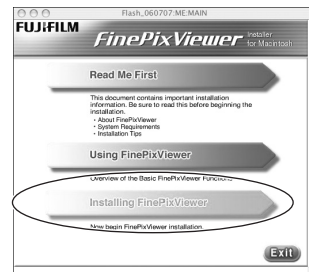 Flash_060707:ME:MAIN
FUJIFILM
FinePixViewer Installer for Macintosh
Read Me First
This document contains important installation
information. Be sure to read this before beginning the
installation.
・About FinePixViewer
・System Requirements
・Installation Tips
Using FinePixViewer
Overview of the Basic FinePixViewer Functions.
Installing FinePixViewer
Now begin FinePixViewer installation.
Exit